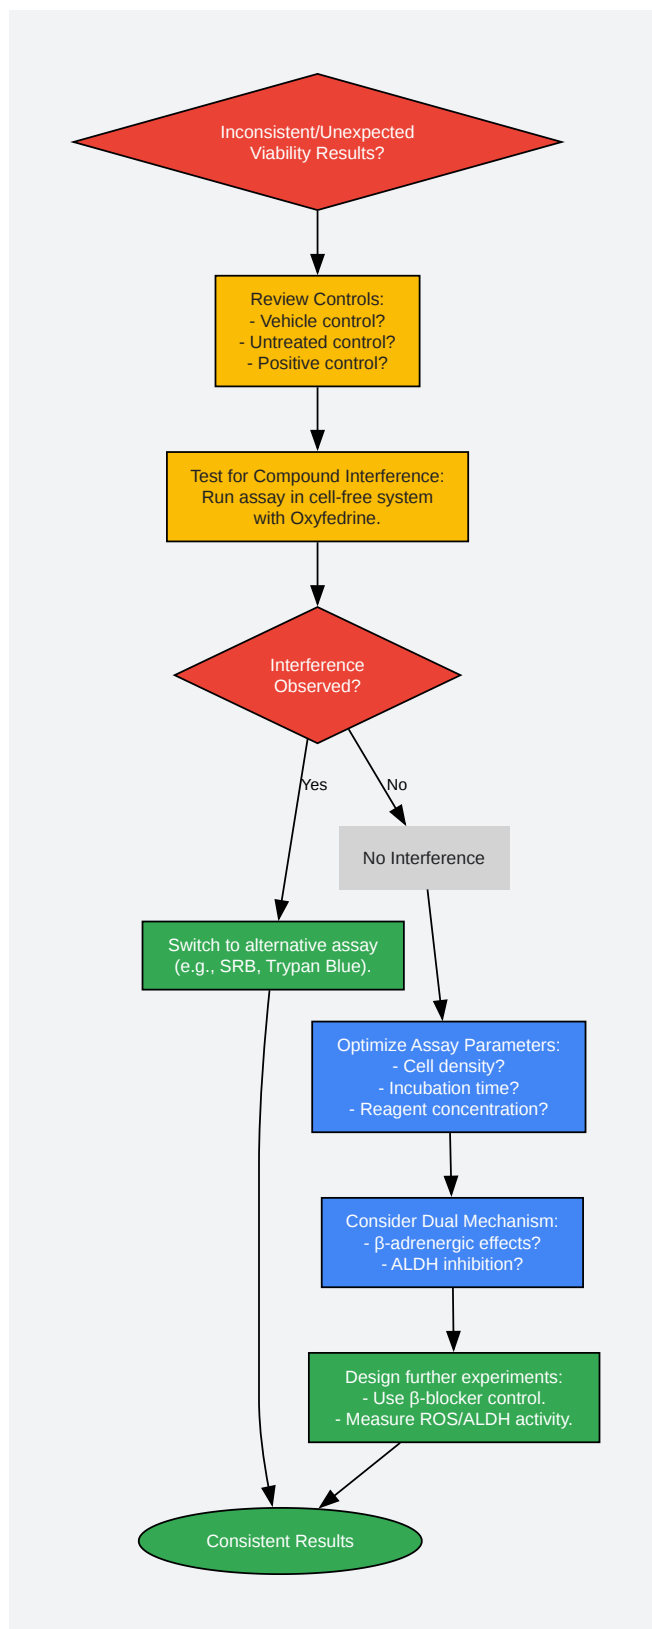 Inconsistent/Unexpected
Viability Results?
Review Controls:
- Vehicle control?
- Untreated control?
- Positive control?
Test for Compound Interference:
Run assay in cell-free system
with Oxyfedrine.
Interference
Observed?
Yes
No
No Interference
Switch to alternative assay
(e.g., SRB, Trypan Blue).
Optimize Assay Parameters:
- Cell density?
- Incubation time?
- Reagent concentration?
Consider Dual Mechanism:
- β-adrenergic effects?
- ALDH inhibition?
Design further experiments:
- Use β-blocker control.
- Measure ROS/ALDH activity.
Consistent Results